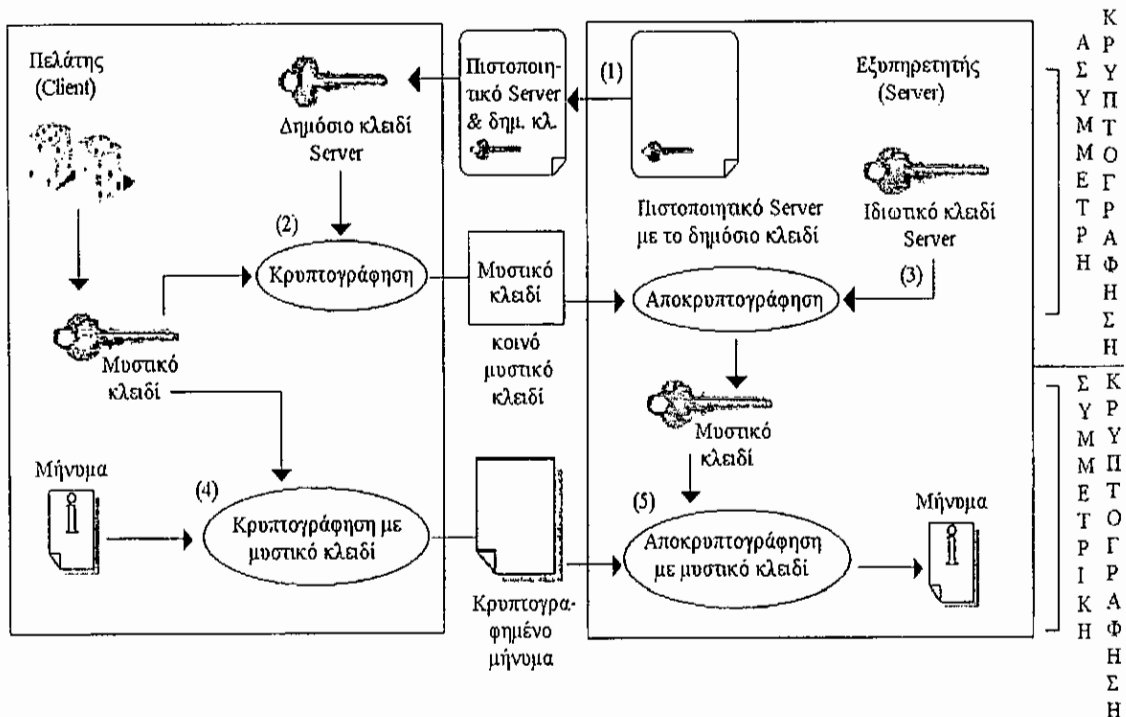 Πελάτης
(Client)
Δημόσιο κλειδί
Server
Πιστοποιη-
τικό Server
& δημ. κλ.
(1)
Πιστοποιητικό Server
με το δημόσιο κλειδί
Εξυπηρετητής
(Server)
Ιδιωτικό κλειδί
Server
(2)
Κρυπτογράφηση
Μυστικό
κλειδί
κοινό
μυστικό
κλειδί
(3)
Αποκρυπτογράφηση
Μυστικό
κλειδί
Μυστικό
κλειδί
Μήνυμα
(4)
Κρυπτογράφηση με
μυστικό κλειδί
Κρυπτογρα-
φημένο
μήνυμα
(5)
Αποκρυπτογράφηση
με μυστικό κλειδί
Μήνυμα
ΑΣΥΜΜΕΤΡΗ
ΚΡΥΠΤΟΓΡΑΦΗΣΗ
ΣΥΜΜΕΤΡΙΚΗ
ΚΡΥΠΤΟΓΡΑΦΗΣΗ